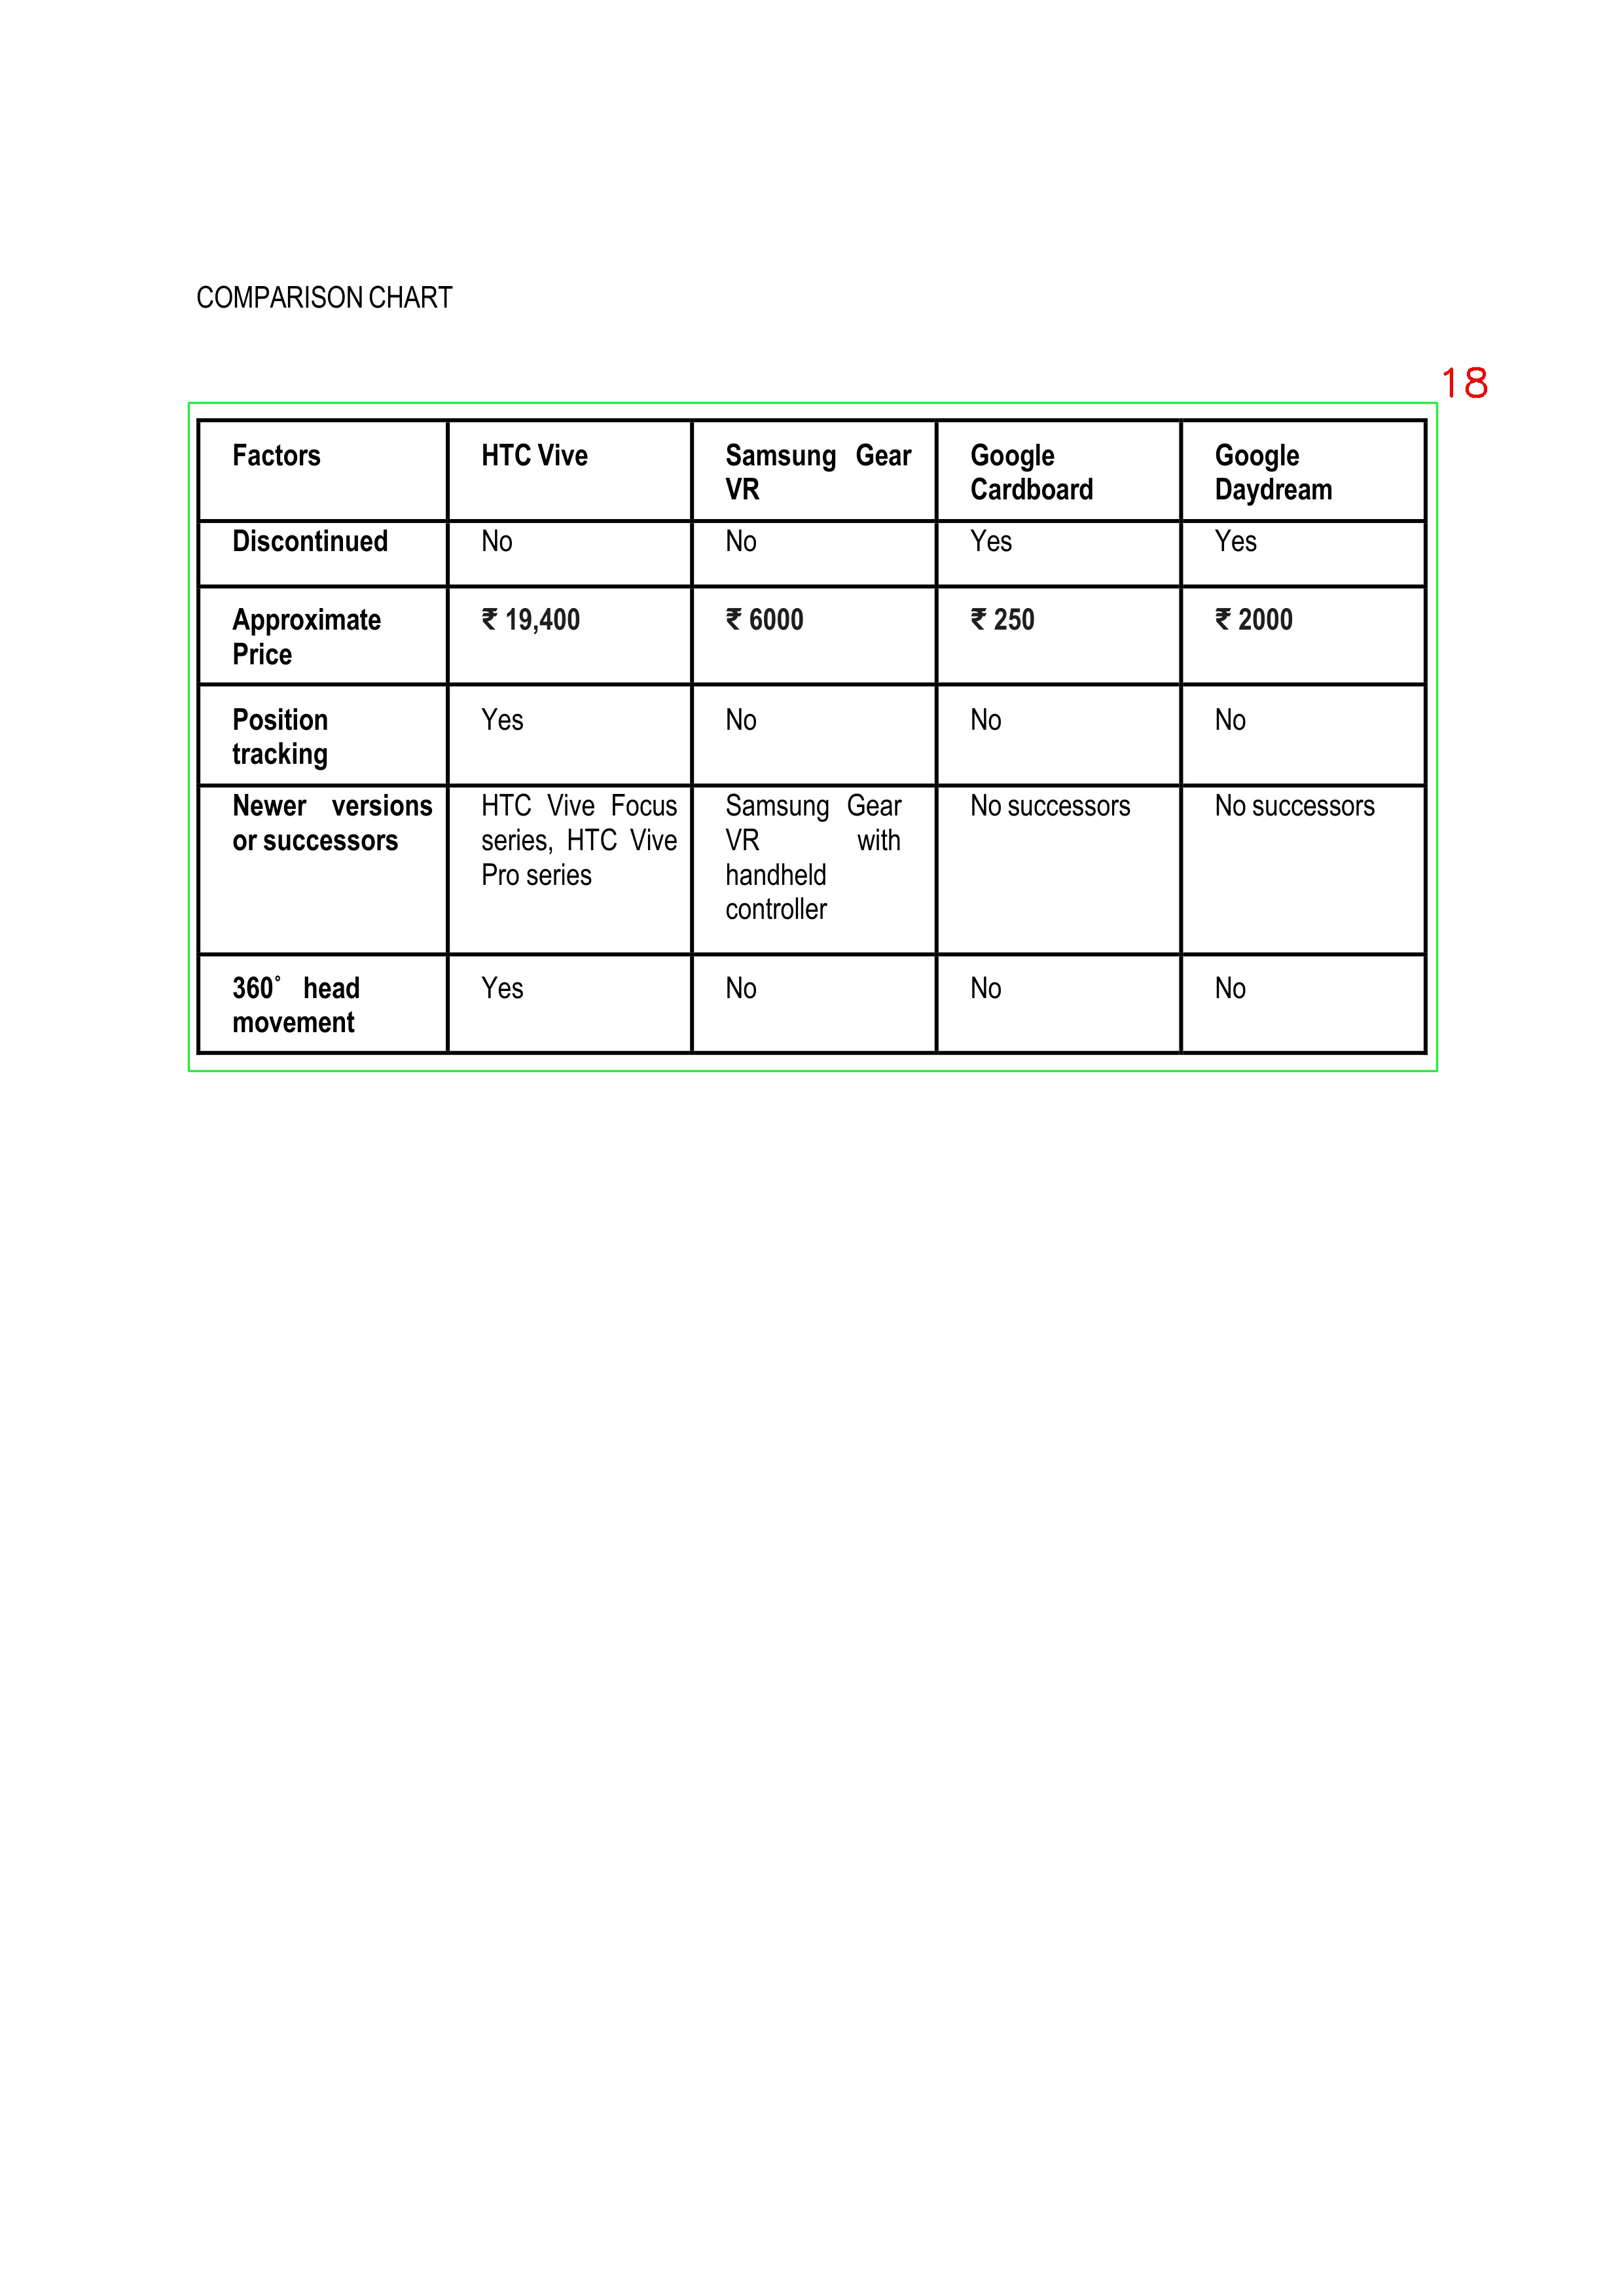 COMPARISON CHART
18
Factors HTC Vive Samsung Gear VR Google Cardboard Google Daydream
Discontinued No No Yes Yes
Approximate Price ₹ 19,400 ₹ 6000 ₹ 250 ₹ 2000
Position tracking Yes No No No
Newer versions or successors HTC Vive Focus series, HTC Vive Pro series Samsung Gear VR with handheld controller No successors No successors
360° head movement Yes No No No